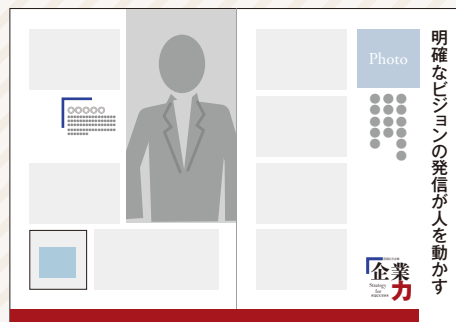 明確なビジョンの発信が人を動かす
Photo
企業力
Strategy
for
SUCCESS